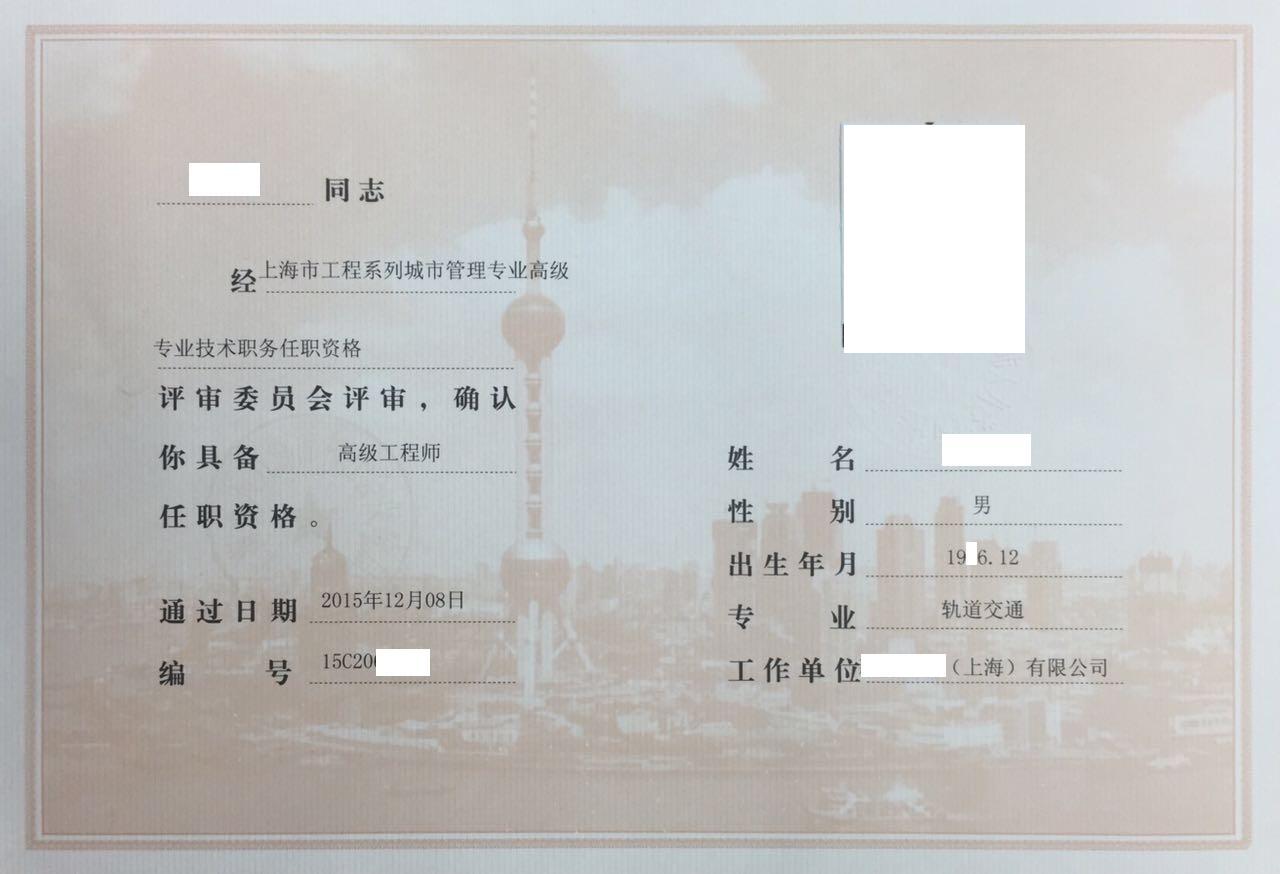 同志
经上海市工程系列城市管理专业高级
专业技术职务任职资格
评审委员会评审，确认
你具备 高级工程师
任职资格。
通过日期 2015年12月08日
编 号 15C20
姓 名
性 别 男
出生年月 19 6.12
专 业 轨道交通
工作单位 （上海）有限公司